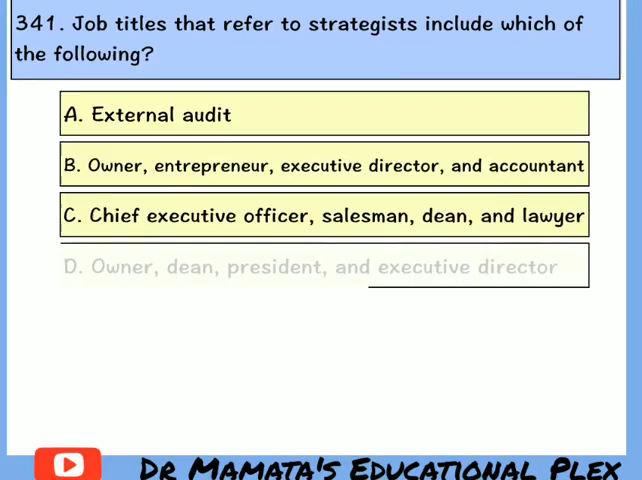 341. Job titles that refer to strategists include which of
the following?
A. External audit
B. Owner, entrepreneur, executive director, and accountant
C. Chief executive officer, salesman, dean, and lawyer
D. Owner, dean, president, and executive director
DR MAMATA'S EDUCATIONAL PLEX